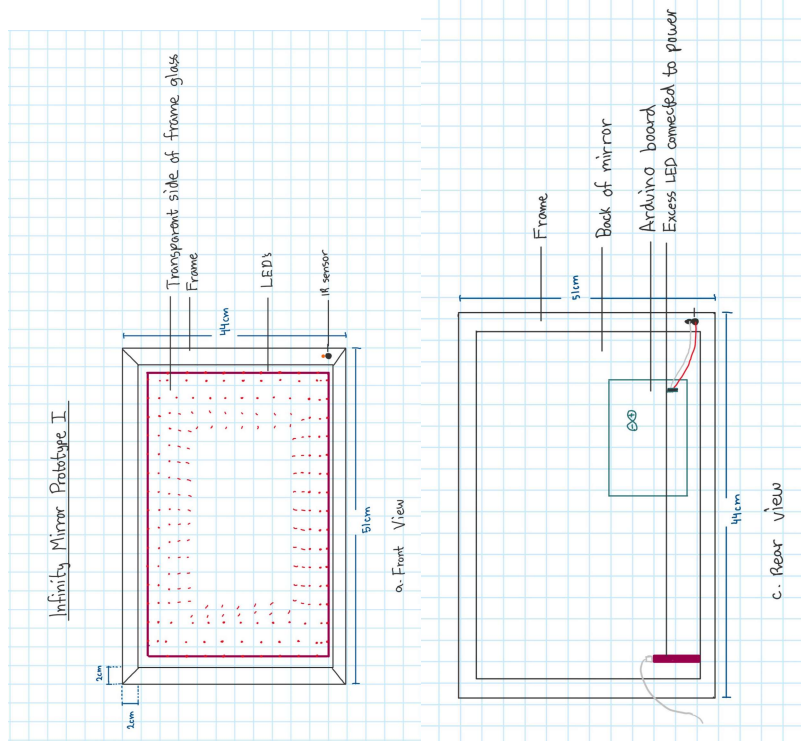 Infinity Mirror Prototype I
Transparent side of frame glass
Frame
LED's
IR sensor
44cm
51cm
2cm
2cm
a. Front View
Frame
Back of mirror
Arduino board
Excess LED connected to power
51cm
44cm
c. Rear view